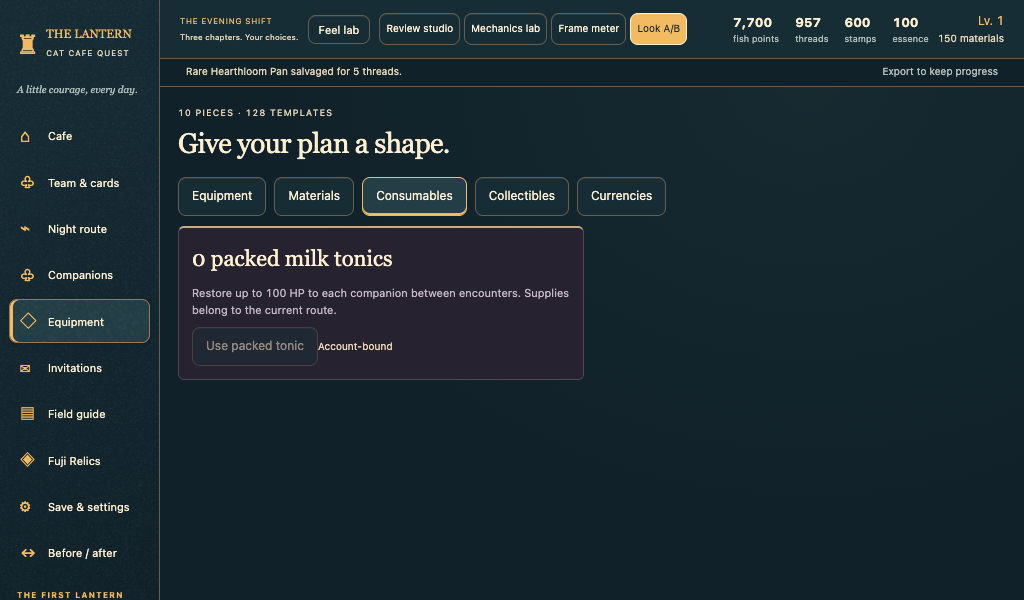 THE LANTERN
CAT CAFE QUEST
A little courage, every day.
Cafe
Team & cards
Night route
Companions
Equipment
Invitations
Field guide
Fuji Relics
Save & settings
Before / after
THE FIRST LANTERN
THE EVENING SHIFT
Three chapters. Your choices.
Feel lab
Review studio
Mechanics lab
Frame meter
Look A/B
7,700
fish points
957
threads
600
stamps
100
essence
Lv. 1
150 materials
Rare Hearthloom Pan salvaged for 5 threads.
Export to keep progress
10 PIECES · 128 TEMPLATES
Give your plan a shape.
Equipment
Materials
Consumables
Collectibles
Currencies
0 packed milk tonics
Restore up to 100 HP to each companion between encounters. Supplies
belong to the current route.
Use packed tonic
Account-bound